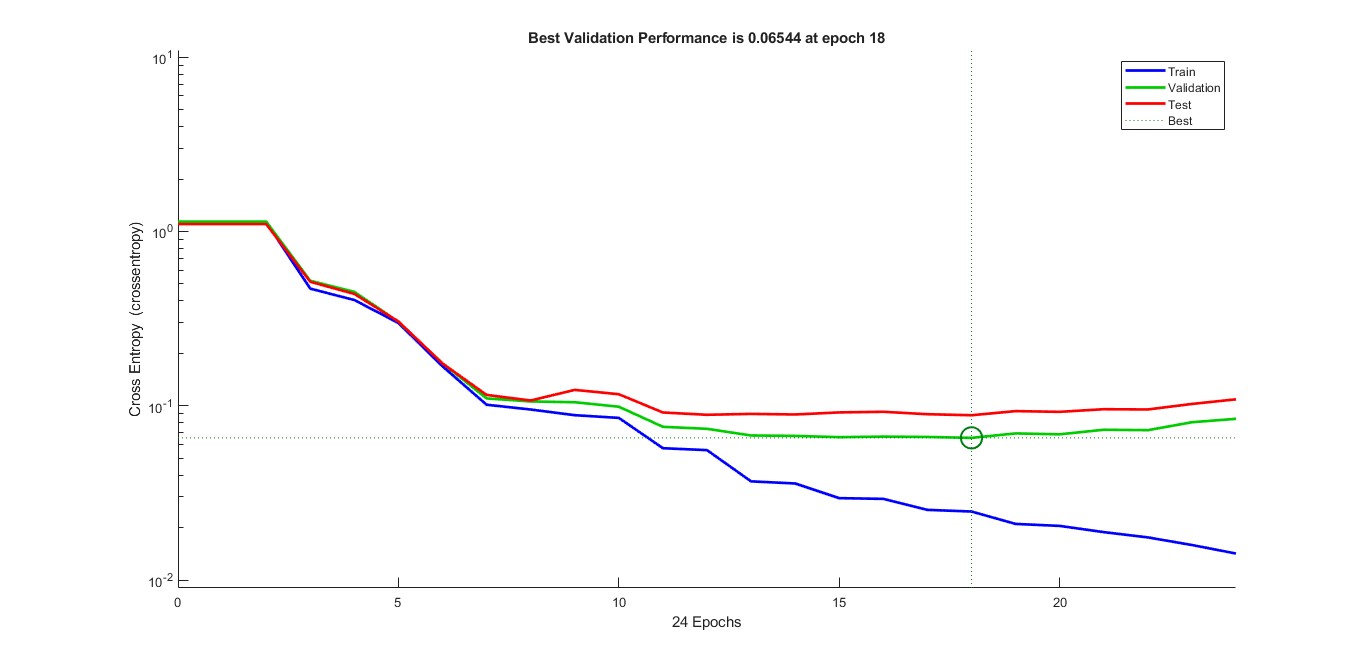 Best Validation Performance is 0.06544 at epoch 18
Train
Validation
Test
Best
Cross Entropy (crossentropy)
10^1
10^0
10^-1
10^-2
0 5 10 15 20
24 Epochs